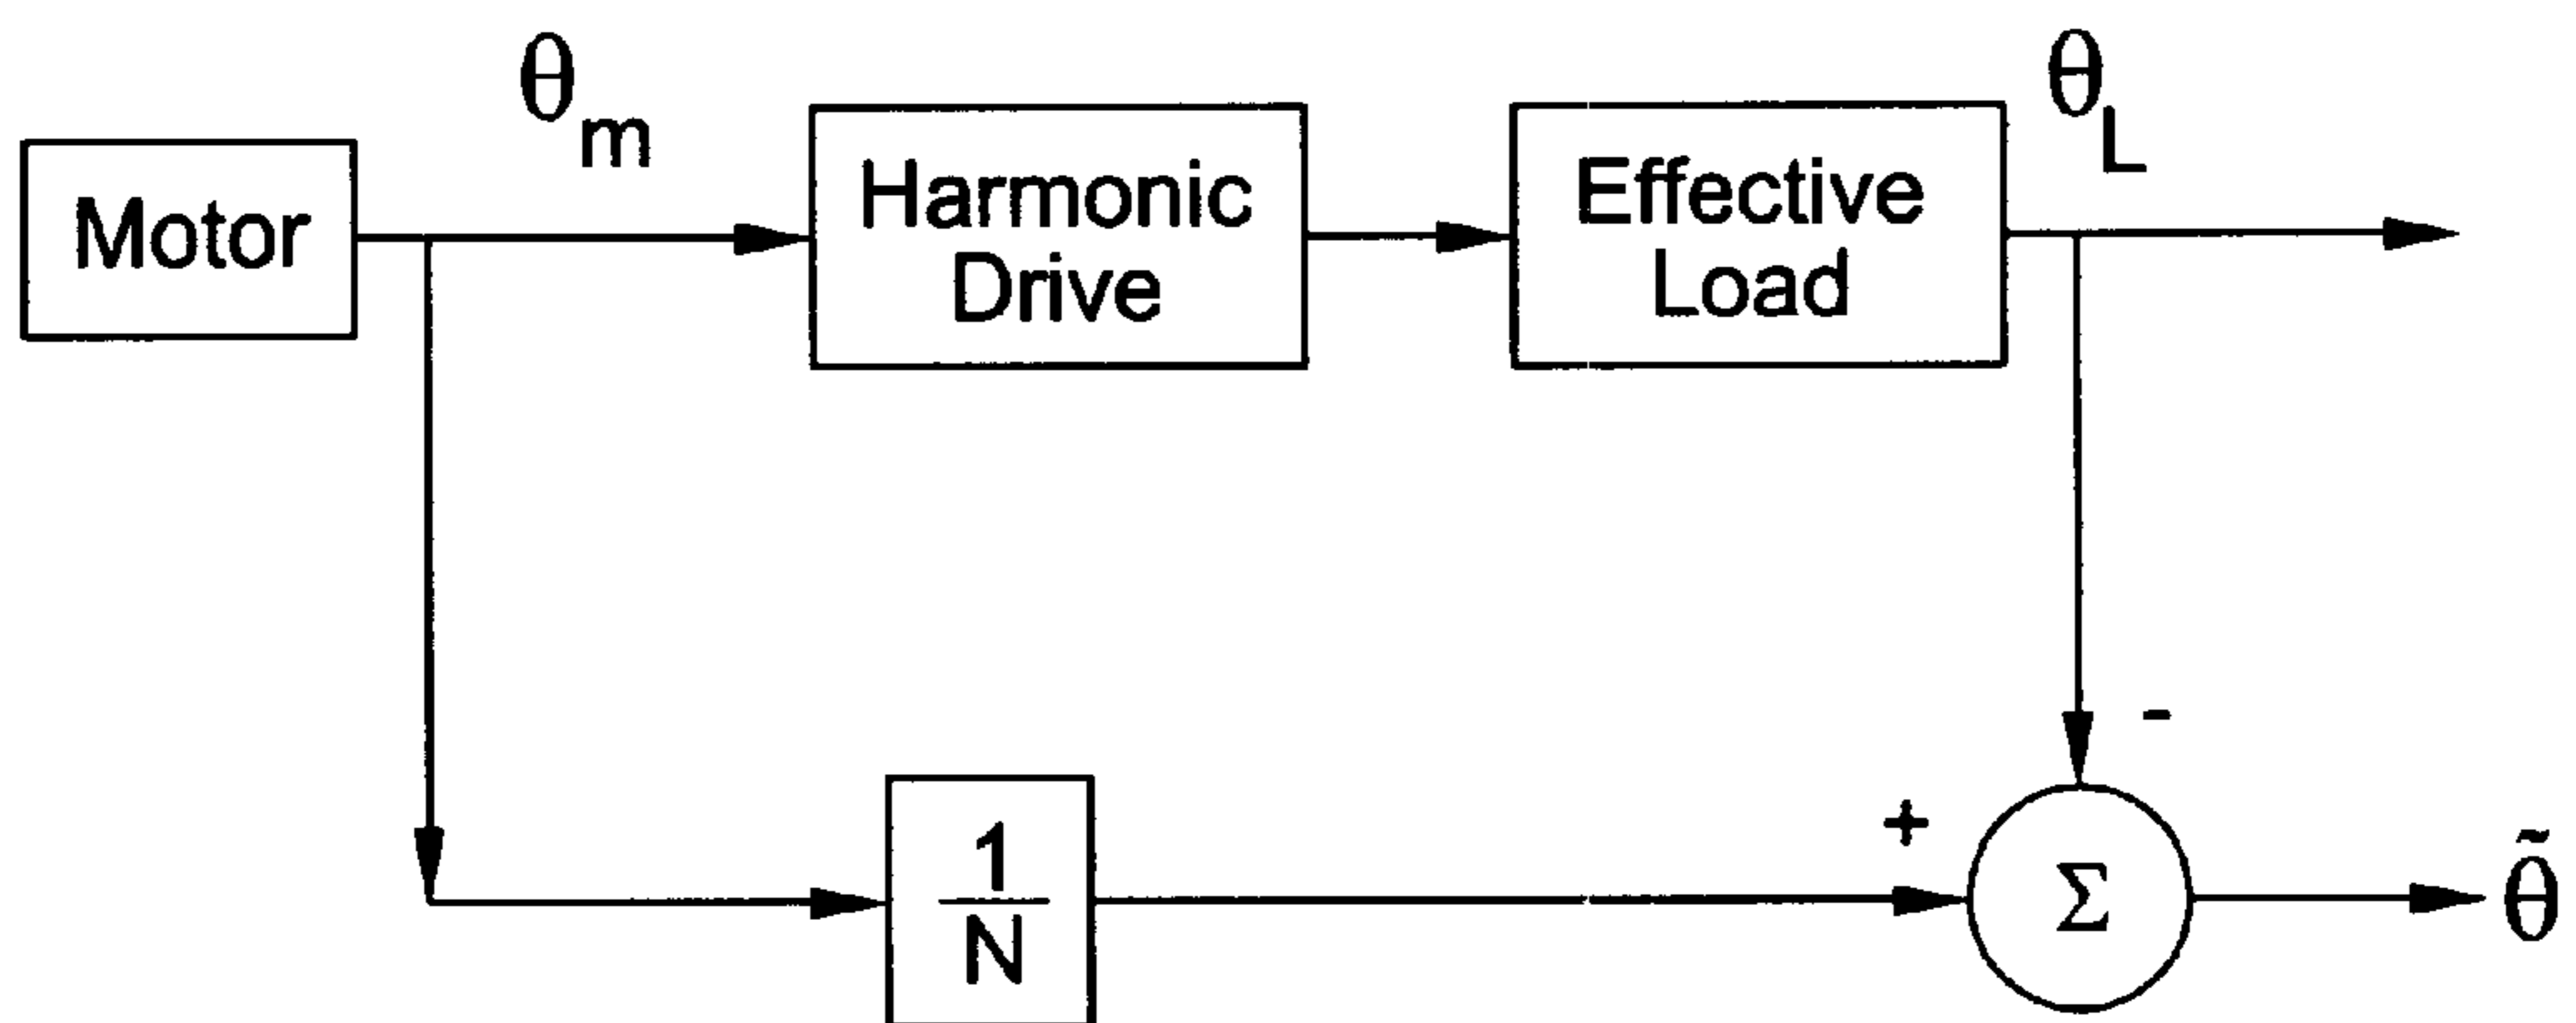 θm
θL
Motor
Harmonic
Drive
Effective
Load
-
+
1
N
Σ
θ̃